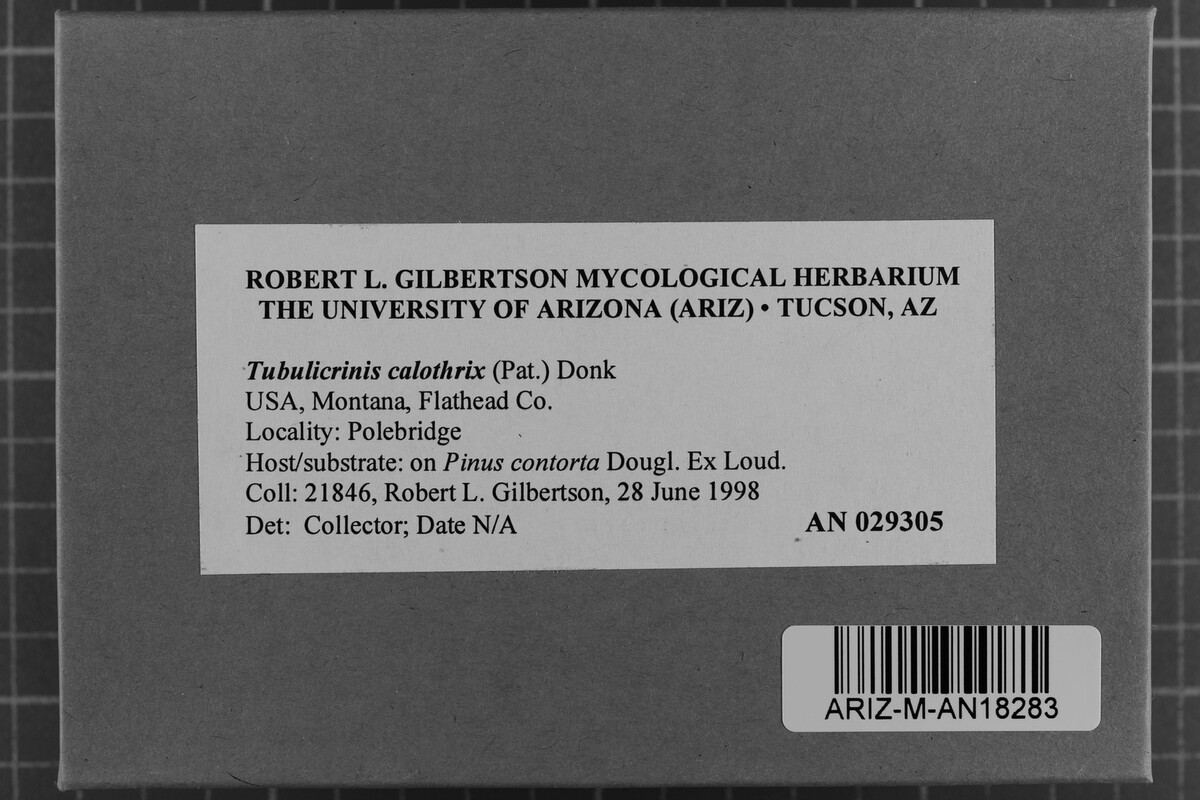 ROBERT L. GILBERTSON MYCOLOGICAL HERBARIUM
THE UNIVERSITY OF ARIZONA (ARIZ) • TUCSON, AZ
Tubulicrinis calothrix (Pat.) Donk
USA, Montana, Flathead Co.
Locality: Polebridge
Host/substrate: on Pinus contorta Dougl. Ex Loud.
Coll: 21846, Robert L. Gilbertson, 28 June 1998
Det: Collector; Date N/A
AN 029305
ARIZ-M-AN18283